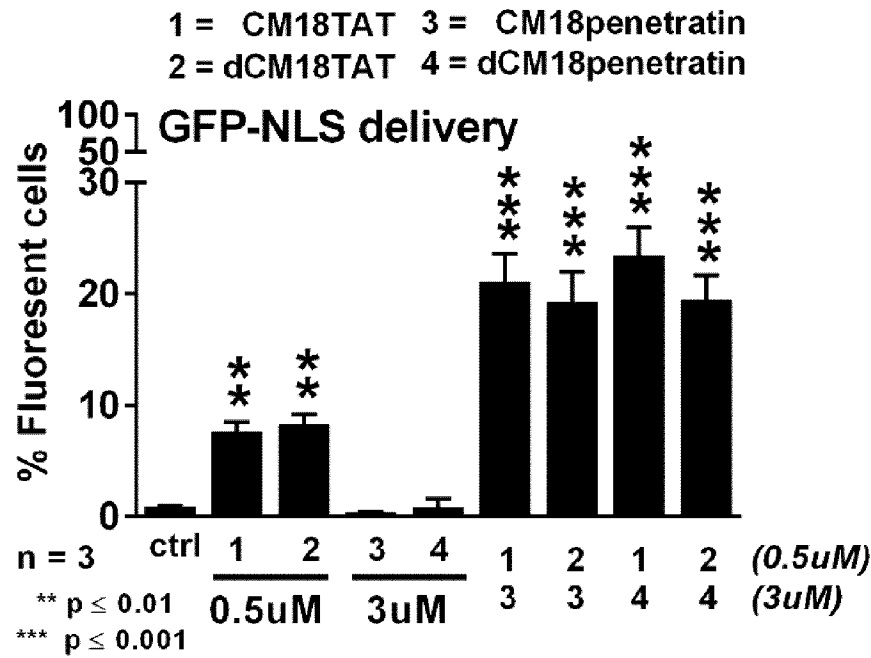 1 = CM18TAT 3 = CM18penetratin
2 = dCM18TAT 4 = dCM18penetratin
GFP-NLS delivery
% Fluoresent cells
100
50
30
20
10
0
** ** *** *** *** ***
n = 3 ctrl 1 2 3 4 1 2 1 2 (0.5uM)
** p ≤ 0.01 0.5uM 3uM 3 3 4 4 (3uM)
*** p ≤ 0.001